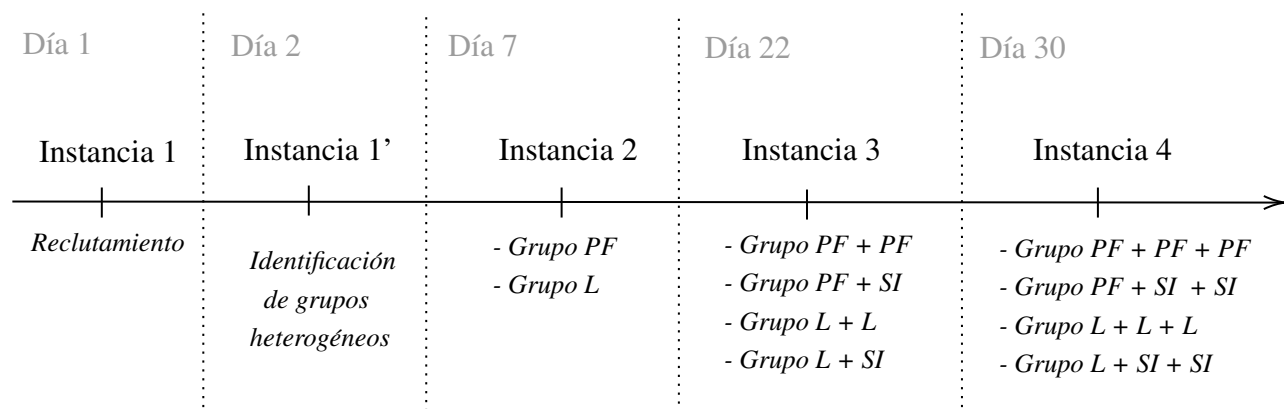 Día 1
Día 2
Día 7
Día 22
Día 30
Instancia 1
Instancia 1’
Instancia 2
Instancia 3
Instancia 4
Reclutamiento
Identificación
de grupos
heterogéneos
- Grupo PF
- Grupo L
- Grupo PF + PF
- Grupo PF + SI
- Grupo L + L
- Grupo L + SI
- Grupo PF + PF + PF
- Grupo PF + SI + SI
- Grupo L + L + L
- Grupo L + SI + SI